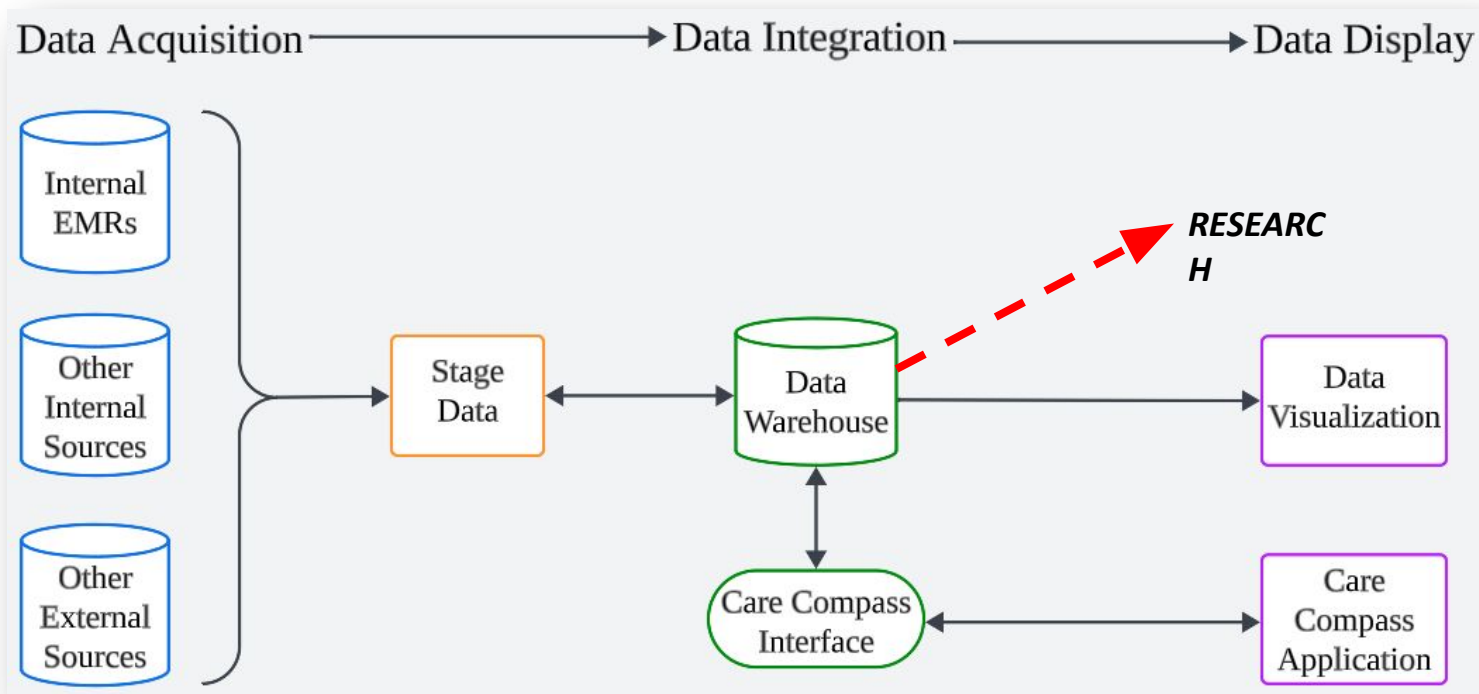 Data Acquisition
Data Integration
Data Display
Internal
EMRs
Other
Internal
Sources
Other
External
Sources
Stage
Data
Data
Warehouse
Care Compass
Interface
RESEARC
H
Data
Visualization
Care
Compass
Application